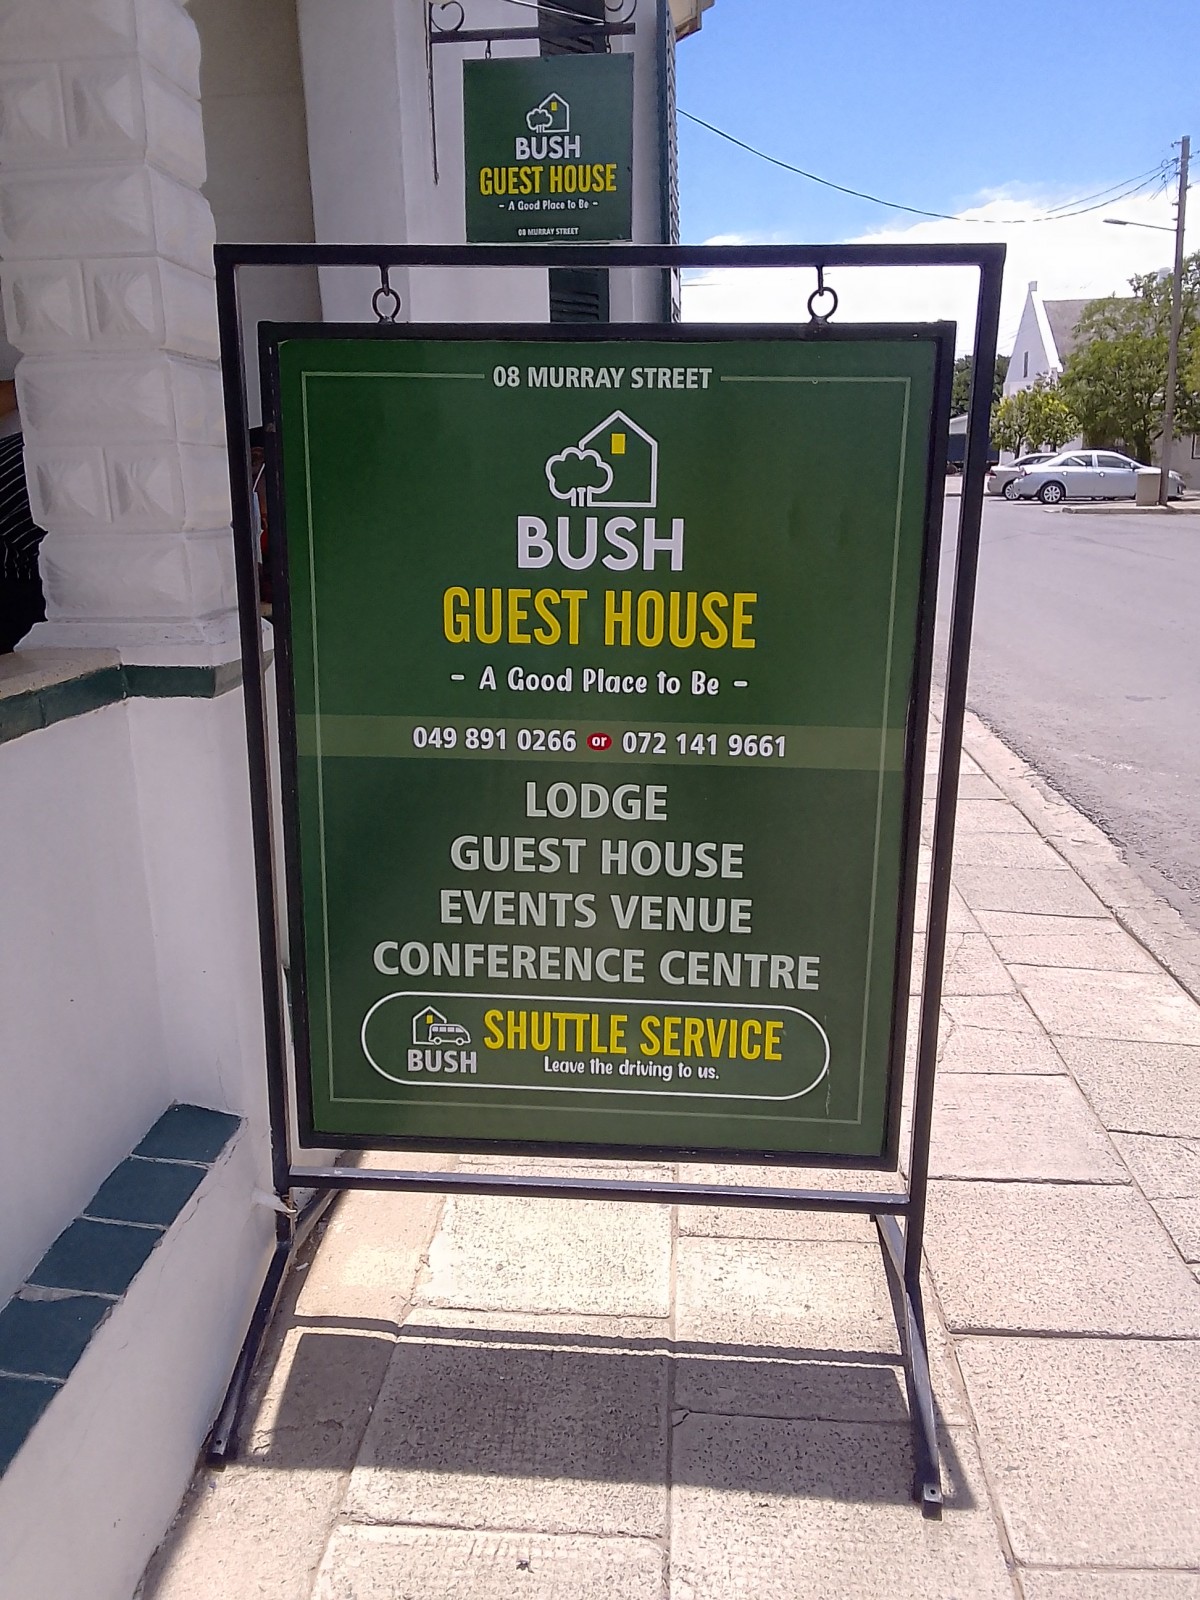 BUSH
GUEST HOUSE
- A Good Place to Be -
08 MURRAY STREET
08 MURRAY STREET
BUSH
GUEST HOUSE
- A Good Place to Be -
049 891 0266 or 072 141 9661
LODGE
GUEST HOUSE
EVENTS VENUE
CONFERENCE CENTRE
BUSH SHUTTLE SERVICE
Leave the driving to us.